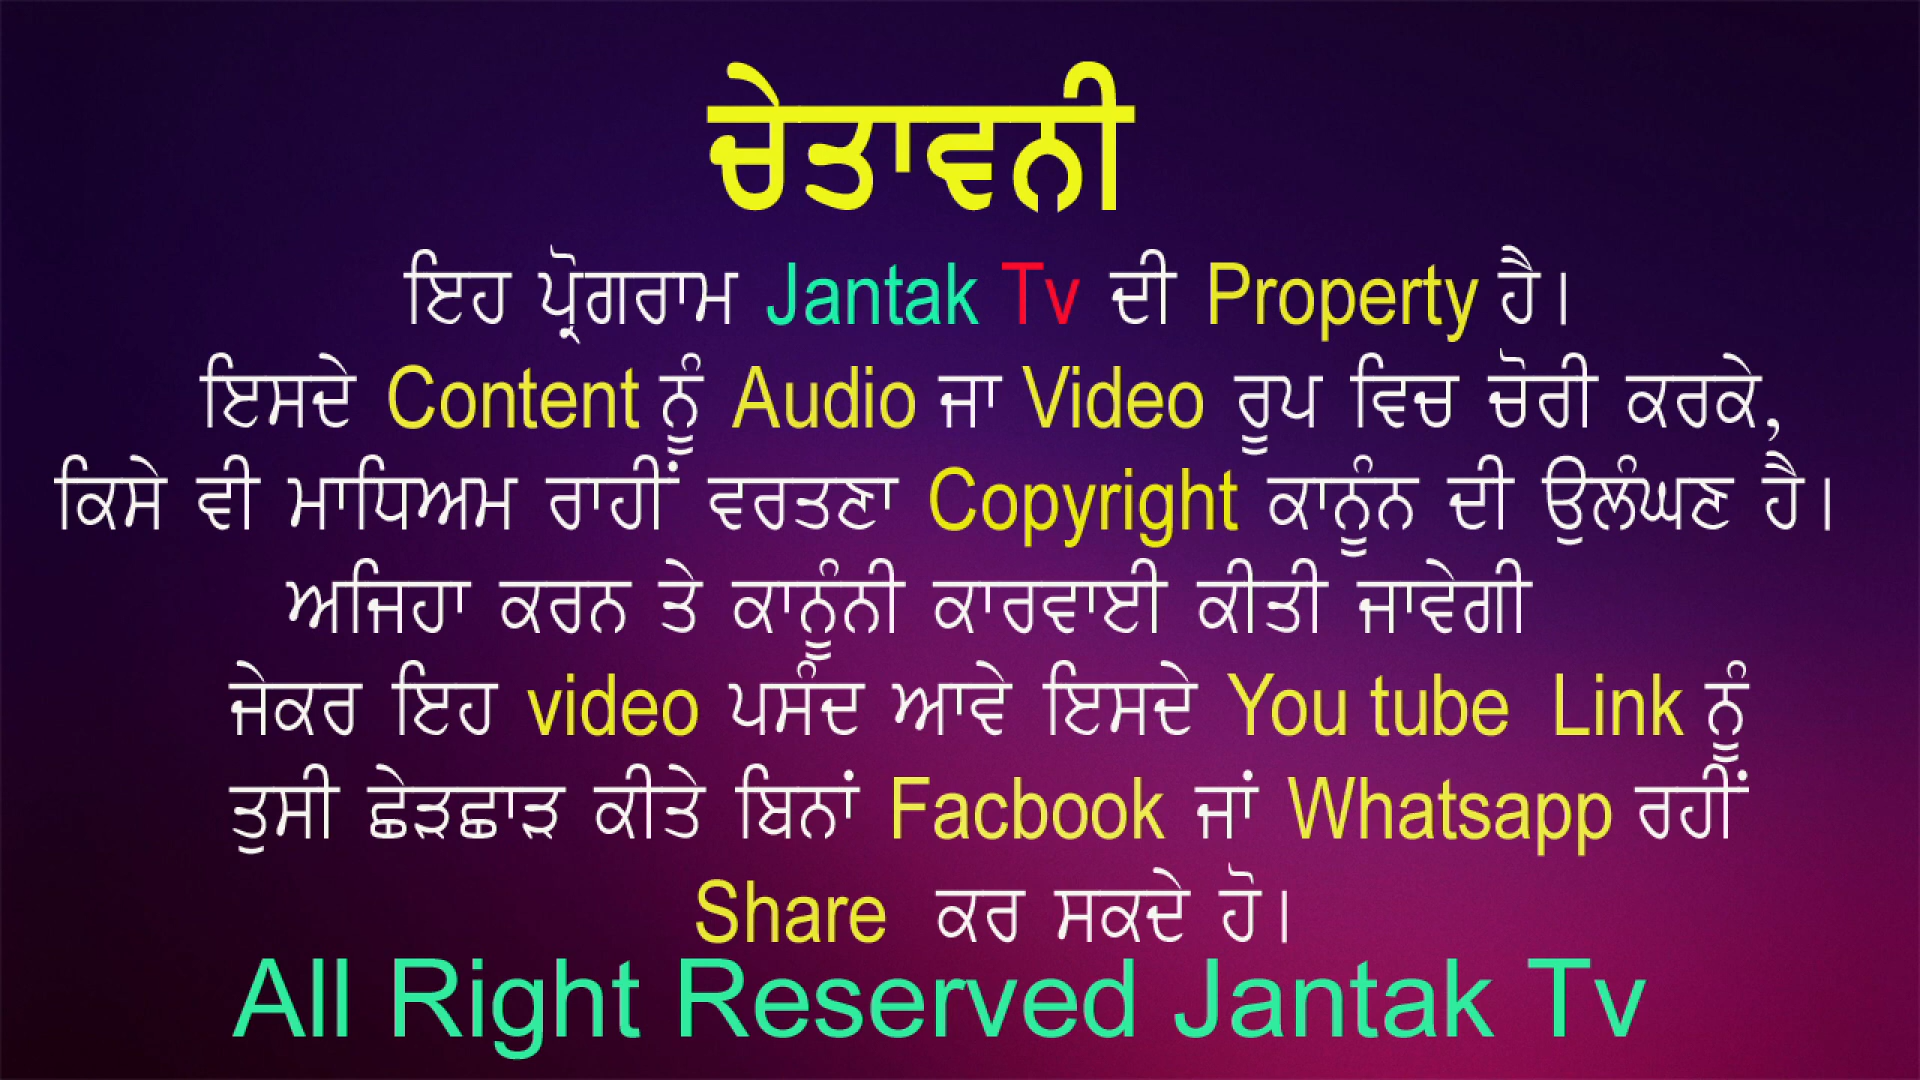 ਚੇਤਾਵਨੀ
ਇਹ ਪ੍ਰੋਗਰਾਮ Jantak Tv ਦੀ Property ਹੈ।
ਇਸਦੇ Content ਨੂੰ Audio ਜਾ Video ਰੂਪ ਵਿਚ ਚੋਰੀ ਕਰਕੇ,
ਕਿਸੇ ਵੀ ਮਾਧਿਅਮ ਰਾਹੀਂ ਵਰਤਣਾ Copyright ਕਾਨੂੰਨ ਦੀ ਉਲੰਘਣ ਹੈ।
ਅਜਿਹਾ ਕਰਨ ਤੇ ਕਾਨੂੰਨੀ ਕਾਰਵਾਈ ਕੀਤੀ ਜਾਵੇਗੀ
ਜੇਕਰ ਇਹ video ਪਸੰਦ ਆਵੇ ਇਸਦੇ You tube Link ਨੂੰ
ਤੁਸੀ ਛੇੜਛਾੜ ਕੀਤੇ ਬਿਨਾਂ Facbook ਜਾਂ Whatsapp ਰਹੀਂ
Share ਕਰ ਸਕਦੇ ਹੋ।
All Right Reserved Jantak Tv